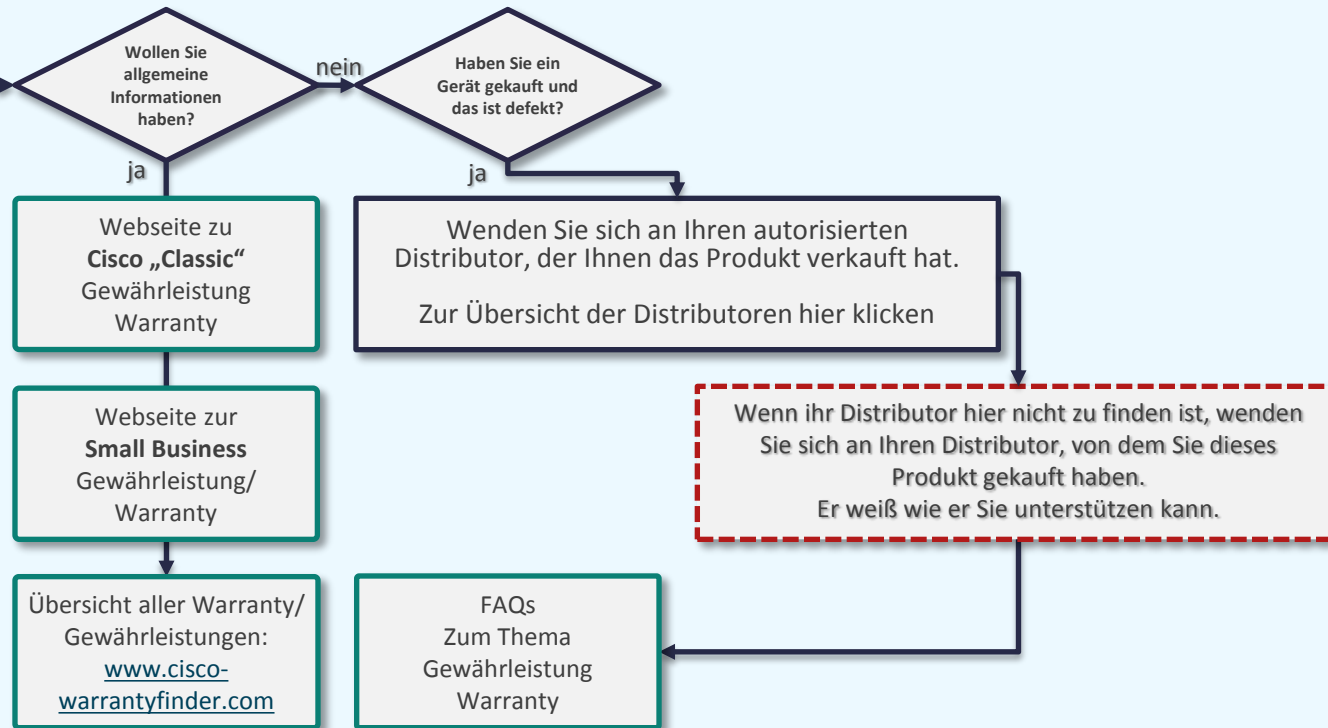 Wollen Sie
allgemeine
Informationen
haben?
nein
Haben Sie ein
Gerät gekauft und
das ist defekt?
ja
ja
Webseite zu
Cisco „Classic“
Gewährleistung
Warranty
Wenden Sie sich an Ihren autorisierten
Distributor, der Ihnen das Produkt verkauft hat.
Zur Übersicht der Distributoren hier klicken
Webseite zur
Small Business
Gewährleistung/
Warranty
Wenn ihr Distributor hier nicht zu finden ist, wenden
Sie sich an Ihren Distributor, von dem Sie dieses
Produkt gekauft haben.
Er weiß wie er Sie unterstützen kann.
Übersicht aller Warranty/
Gewährleistungen:
www.cisco-
warrantyfinder.com
FAQs
Zum Thema
Gewährleistung
Warranty